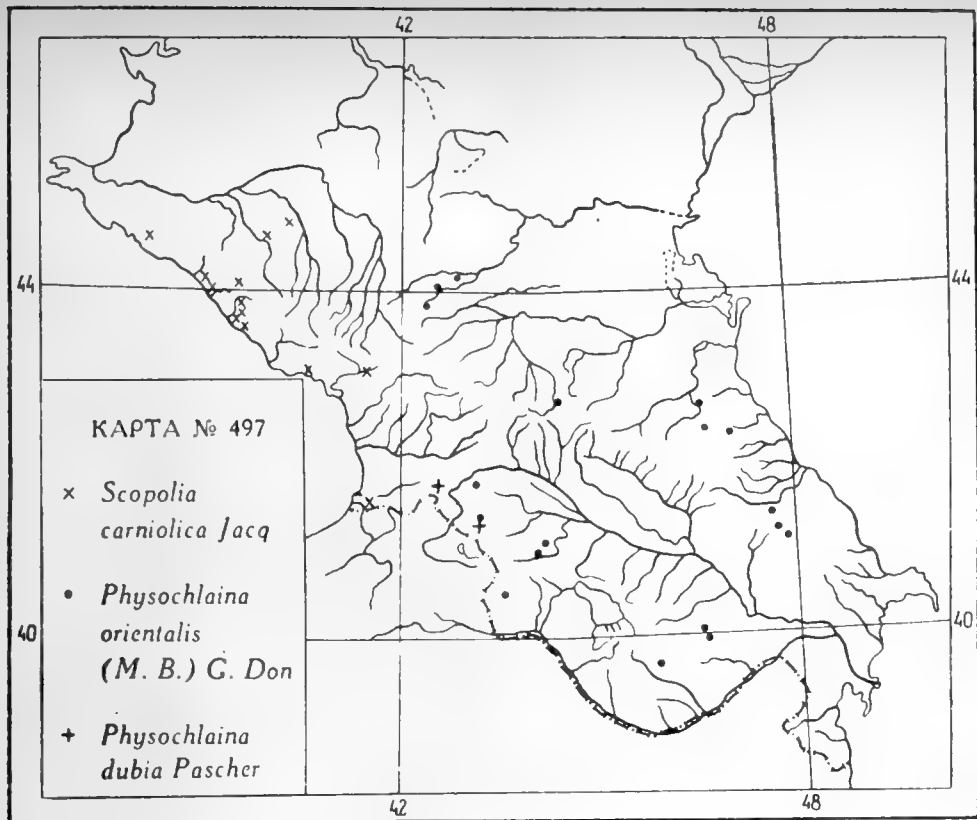 42 48
44 44
КАРТА № 497
× Scopolia
carniolica Jacq
• Physochlaina
orientalis
(M. B.) G. Don
+ Physochlaina
dubia Pascher
40 40
42 48